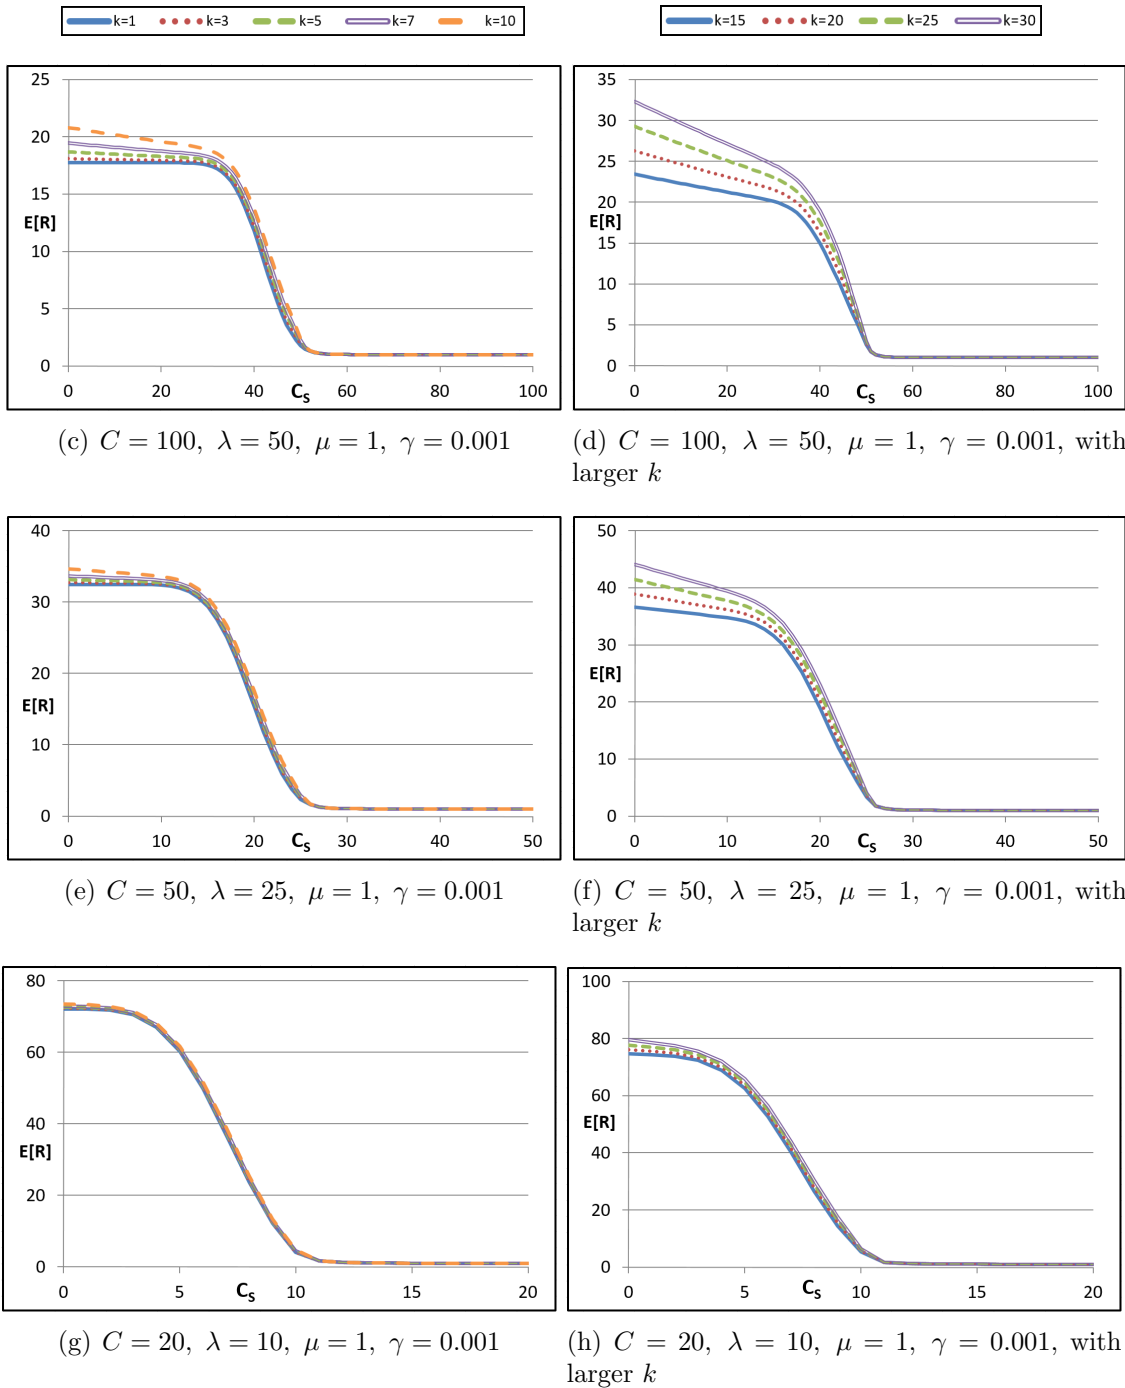 k=1 k=3 k=5 k=7 k=10
k=15 k=20 k=25 k=30
25
20
15
E[R]
10
5
0
0 20 40 C_S 60 80 100
35
30
25
20
E[R]
15
10
5
0
0 20 40 C_S 60 80 100
(c) C = 100, λ = 50, μ = 1, γ = 0.001
(d) C = 100, λ = 50, μ = 1, γ = 0.001, with
larger k
40
30
20
E[R]
10
0
0 10 20 C_S 30 40 50
50
40
30
E[R]
20
10
0
0 10 20 C_S 30 40 50
(e) C = 50, λ = 25, μ = 1, γ = 0.001
(f) C = 50, λ = 25, μ = 1, γ = 0.001, with
larger k
80
60
40
E[R]
20
0
0 5 C_S 10 15 20
100
80
60
E[R]
40
20
0
0 5 C_S 10 15 20
(g) C = 20, λ = 10, μ = 1, γ = 0.001
(h) C = 20, λ = 10, μ = 1, γ = 0.001, with
larger k